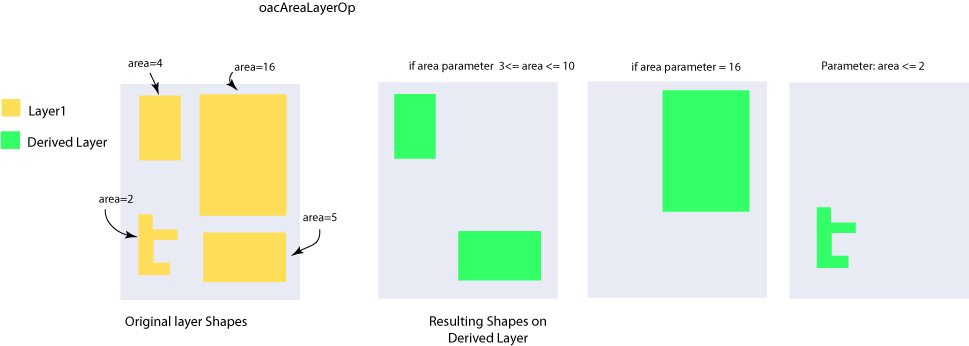 oacAreaLayerOp
area=4
area=16
if area parameter 3<= area <= 10
if area parameter = 16
Parameter: area <= 2
Layer1
Derived Layer
area=2
area=5
Original layer Shapes
Resulting Shapes on
Derived Layer